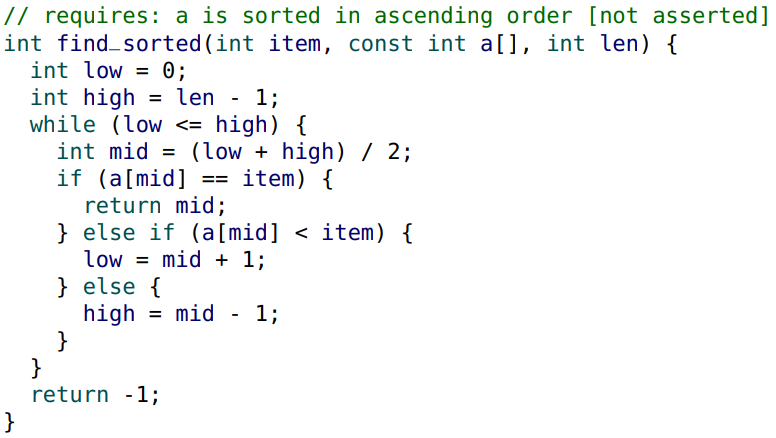 // requires: a is sorted in ascending order [not asserted]
int find_sorted(int item, const int a[], int len) {
  int low = 0;
  int high = len - 1;
  while (low <= high) {
    int mid = (low + high) / 2;
    if (a[mid] == item) {
      return mid;
    } else if (a[mid] < item) {
      low = mid + 1;
    } else {
      high = mid - 1;
    }
  }
  return -1;
}